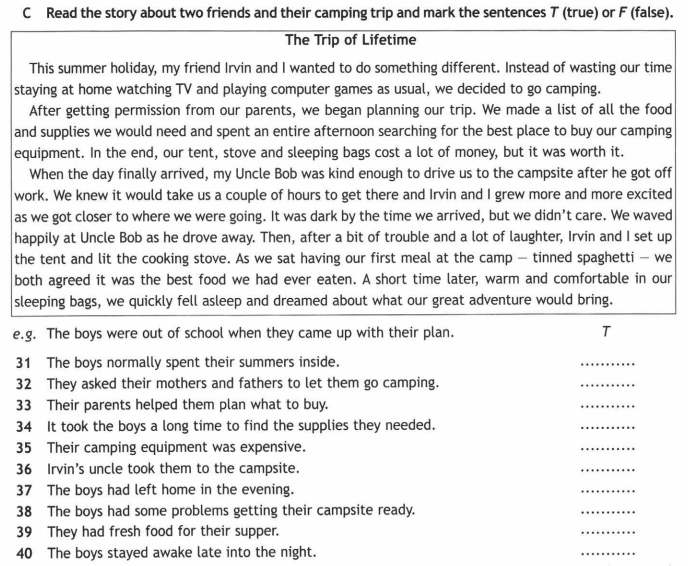 C Read the story about two friends and their camping trip and mark the sentences T (true) or F (false).
The Trip of Lifetime
This summer holiday, my friend Irvin and I wanted to do something different. Instead of wasting our time
staying at home watching TV and playing computer games as usual, we decided to go camping.
After getting permission from our parents, we began planning our trip. We made a list of all the food
and supplies we would need and spent an entire afternoon searching for the best place to buy our camping
equipment. In the end, our tent, stove and sleeping bags cost a lot of money, but it was worth it.
When the day finally arrived, my Uncle Bob was kind enough to drive us to the campsite after he got off
work. We knew it would take us a couple of hours to get there and Irvin and I grew more and more excited
as we got closer to where we were going. It was dark by the time we arrived, but we didn't care. We waved
happily at Uncle Bob as he drove away. Then, after a bit of trouble and a lot of laughter, Irvin and I set up
the tent and lit the cooking stove. As we sat having our first meal at the camp – tinned spaghetti – we
both agreed it was the best food we had ever eaten. A short time later, warm and comfortable in our
sleeping bags, we quickly fell asleep and dreamed about what our great adventure would bring.
e.g. The boys were out of school when they came up with their plan. T
31 The boys normally spent their summers inside. ...........
32 They asked their mothers and fathers to let them go camping. ...........
33 Their parents helped them plan what to buy. ...........
34 It took the boys a long time to find the supplies they needed. ...........
35 Their camping equipment was expensive. ...........
36 Irvin's uncle took them to the campsite. ...........
37 The boys had left home in the evening. ...........
38 The boys had some problems getting their campsite ready. ...........
39 They had fresh food for their supper. ...........
40 The boys stayed awake late into the night. ...........